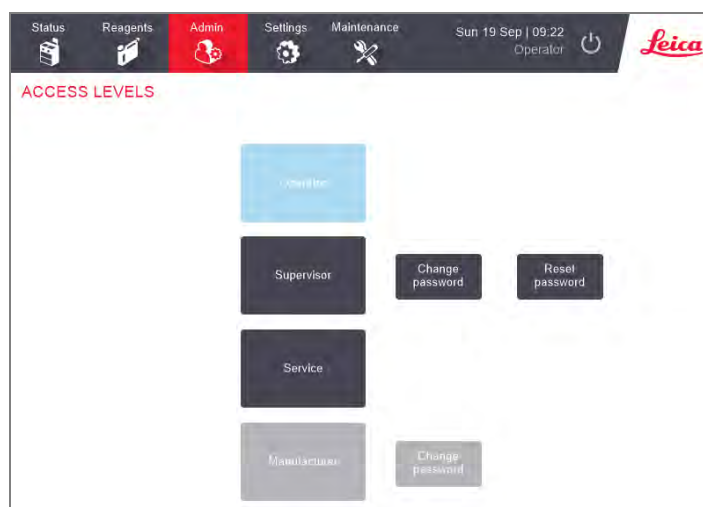 Status Reagents Admin Settings Maintenance Sun 19 Sep | 09:22
Operator
Leica
ACCESS LEVELS
Operator
Supervisor
Change
password
Reset
password
Service
Manufacturer
Change
password